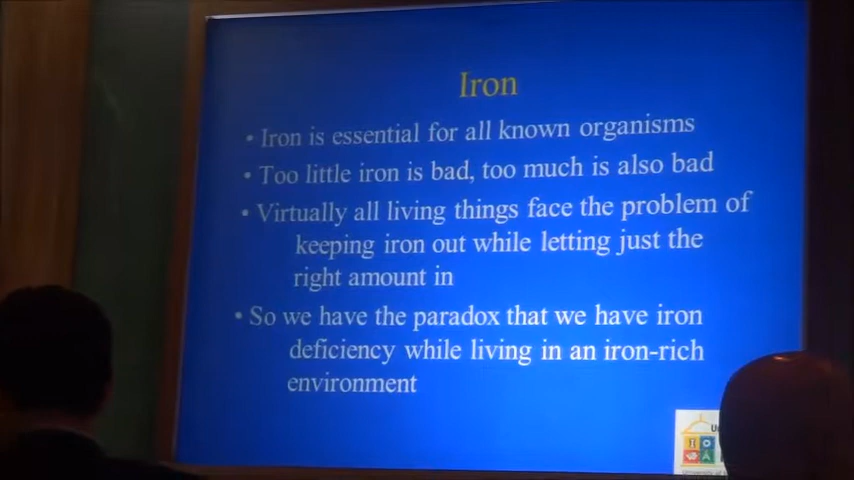 Iron
• Iron is essential for all known organisms
• Too little iron is bad, too much is also bad
• Virtually all living things face the problem of
keeping iron out while letting just the
right amount in
• So we have the paradox that we have iron
deficiency while living in an iron-rich
environment